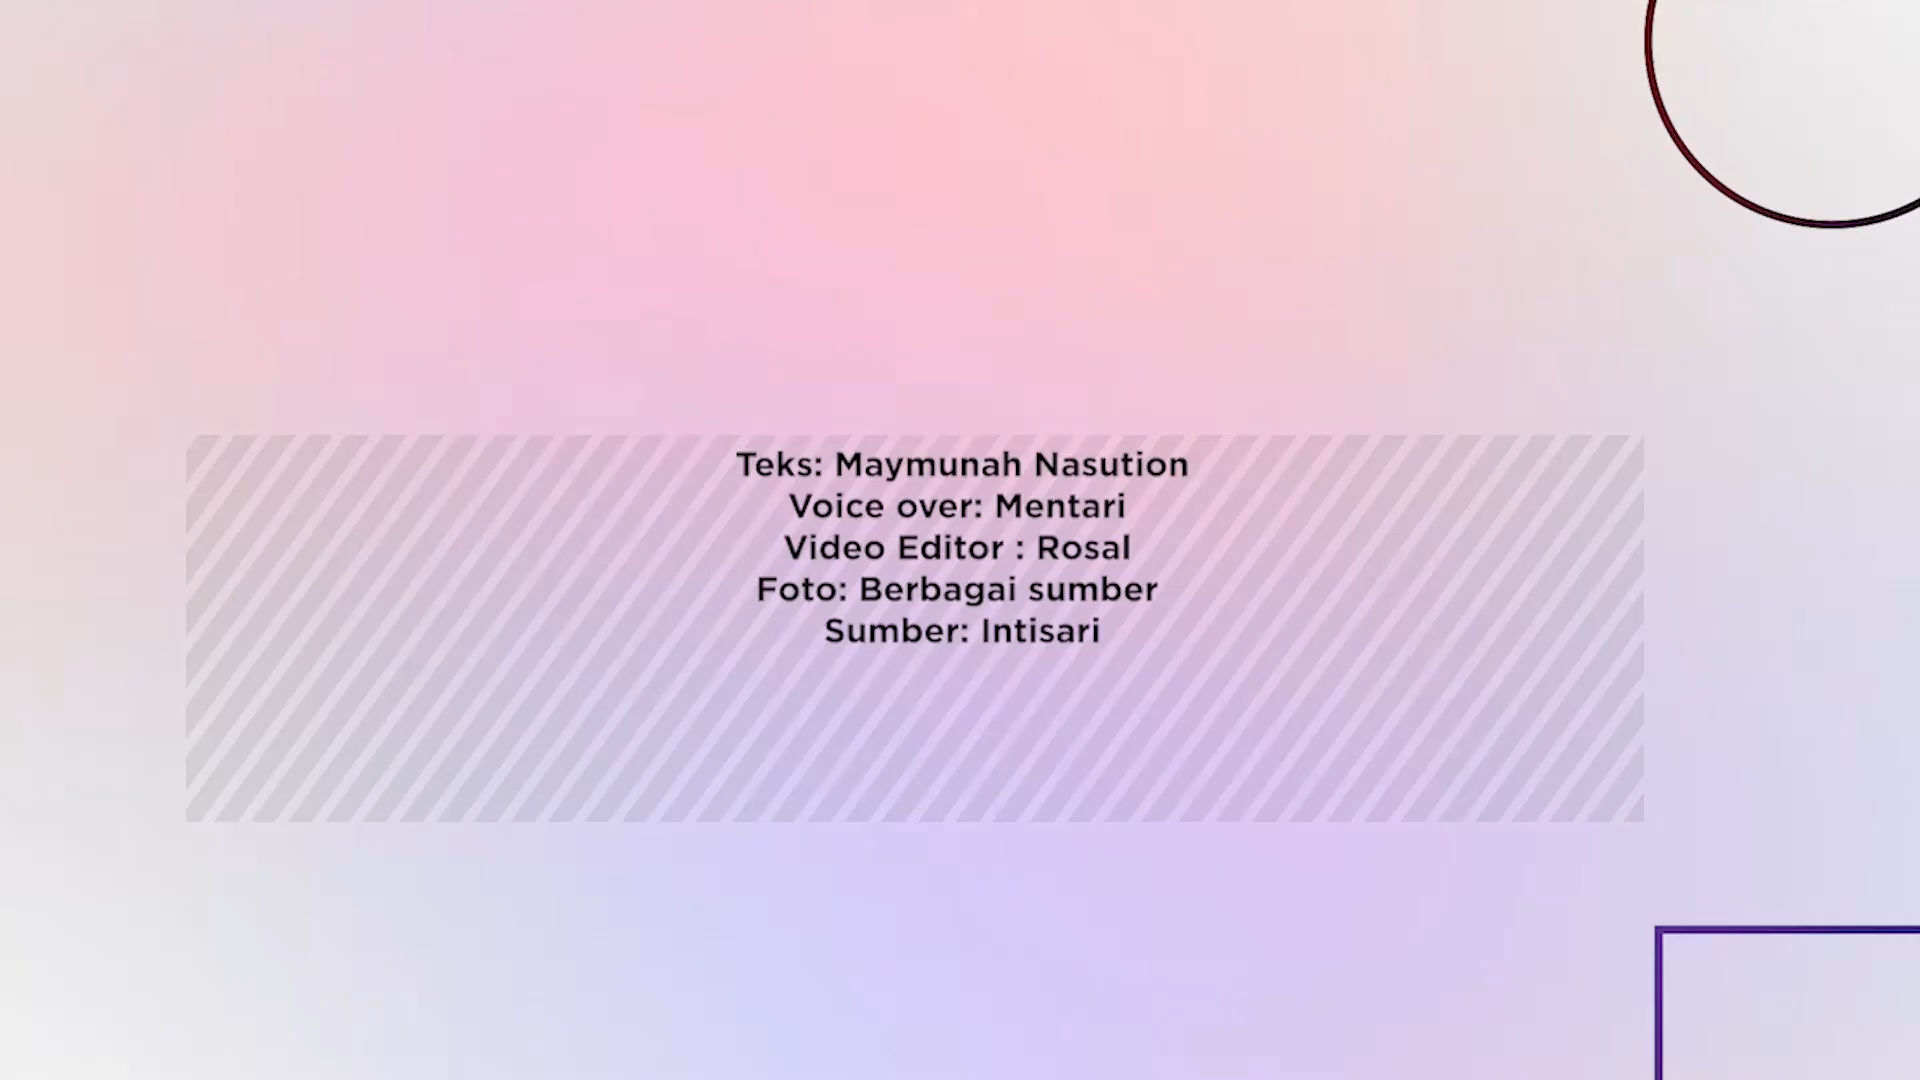 Teks: Maymunah Nasution
Voice over: Mentari
Video Editor : Rosal
Foto: Berbagai sumber
Sumber: Intisari